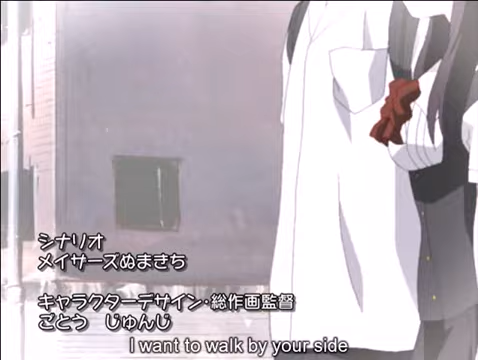 シナリオ
メイサーズぬまきち
キャラクターデザイン・総作画監督
ごとう じゅんじ
I want to walk by your side